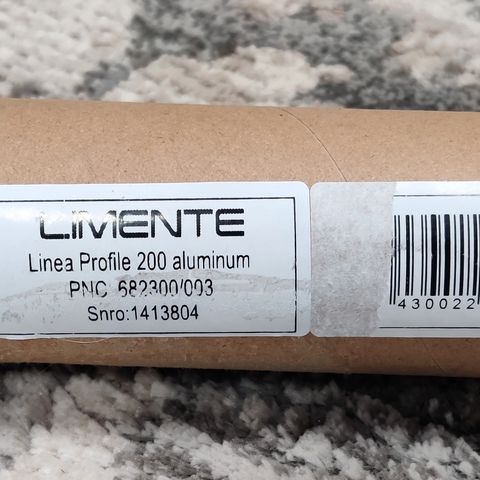 LIMENTE
Linea Profile 200 aluminum
PNC 682300/003
Snro:1413804
430022